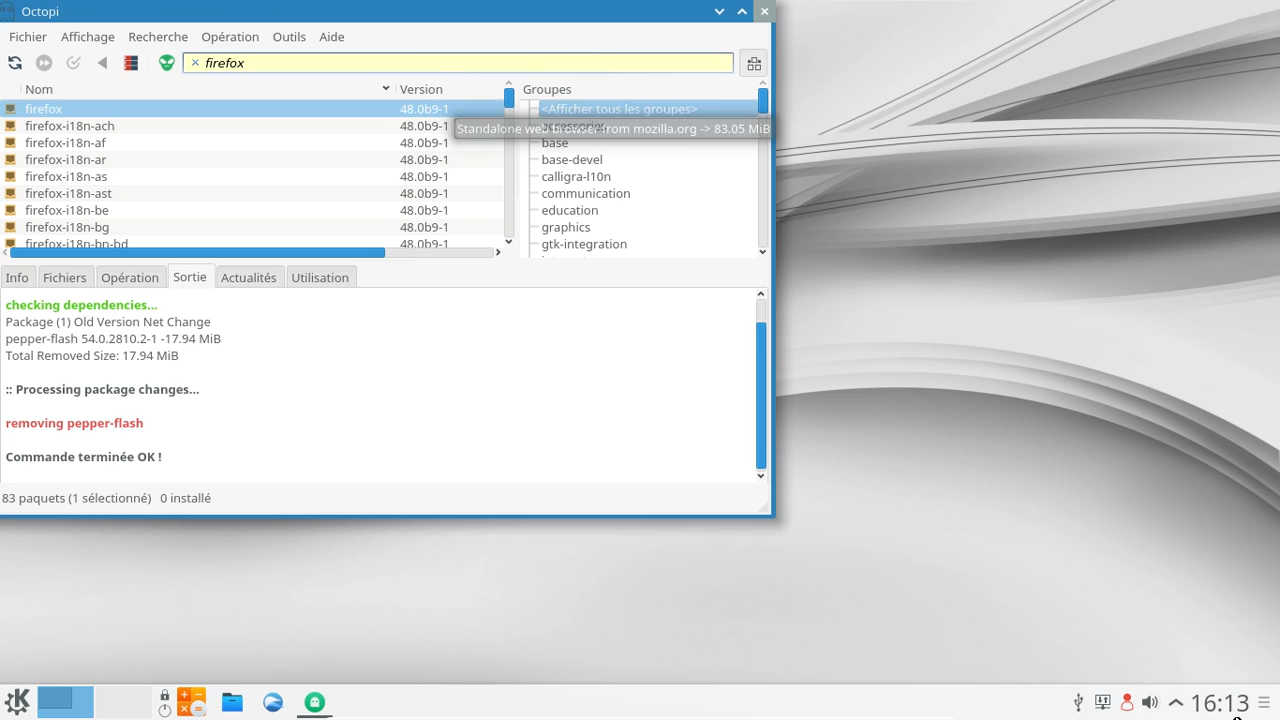 Octopi
Fichier Affichage Recherche Opération Outils Aide
firefox
Nom Version Groupes
firefox 48.0b9-1 <Afficher tous les groupes>
firefox-i18n-ach 48.0b9-1
Standalone web browser from mozilla.org -> 83.05 MiB
firefox-i18n-af 48.0b9-1 base
firefox-i18n-ar 48.0b9-1 base-devel
firefox-i18n-as 48.0b9-1 calligra-l10n
firefox-i18n-ast 48.0b9-1 communication
firefox-i18n-be 48.0b9-1 education
firefox-i18n-bg 48.0b9-1 graphics
firefox-i18n-bn-bd 48.0b9-1 gtk-integration
Info Fichiers Opération Sortie Actualités Utilisation
checking dependencies...
Package (1) Old Version Net Change
pepper-flash 54.0.2810.2-1 -17.94 MiB
Total Removed Size: 17.94 MiB
:: Processing package changes...
removing pepper-flash
Commande terminée OK !
83 paquets (1 sélectionné) 0 installé
16:13